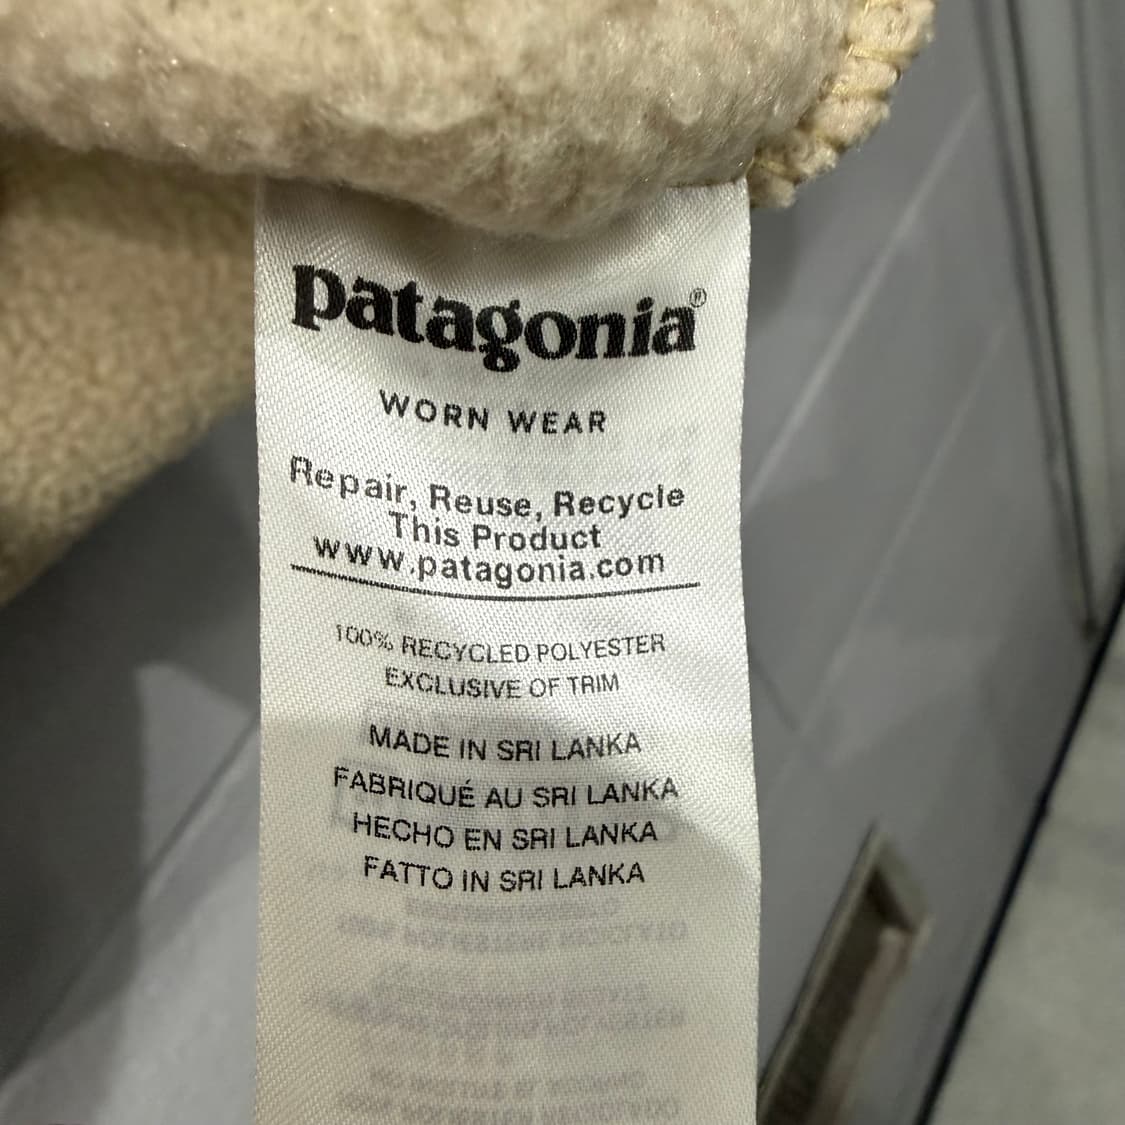 patagonia®
WORN WEAR
Repair, Reuse, Recycle
This Product
www.patagonia.com
100% RECYCLED POLYESTER
EXCLUSIVE OF TRIM
MADE IN SRI LANKA
FABRIQUÉ AU SRI LANKA
HECHO EN SRI LANKA
FATTO IN SRI LANKA